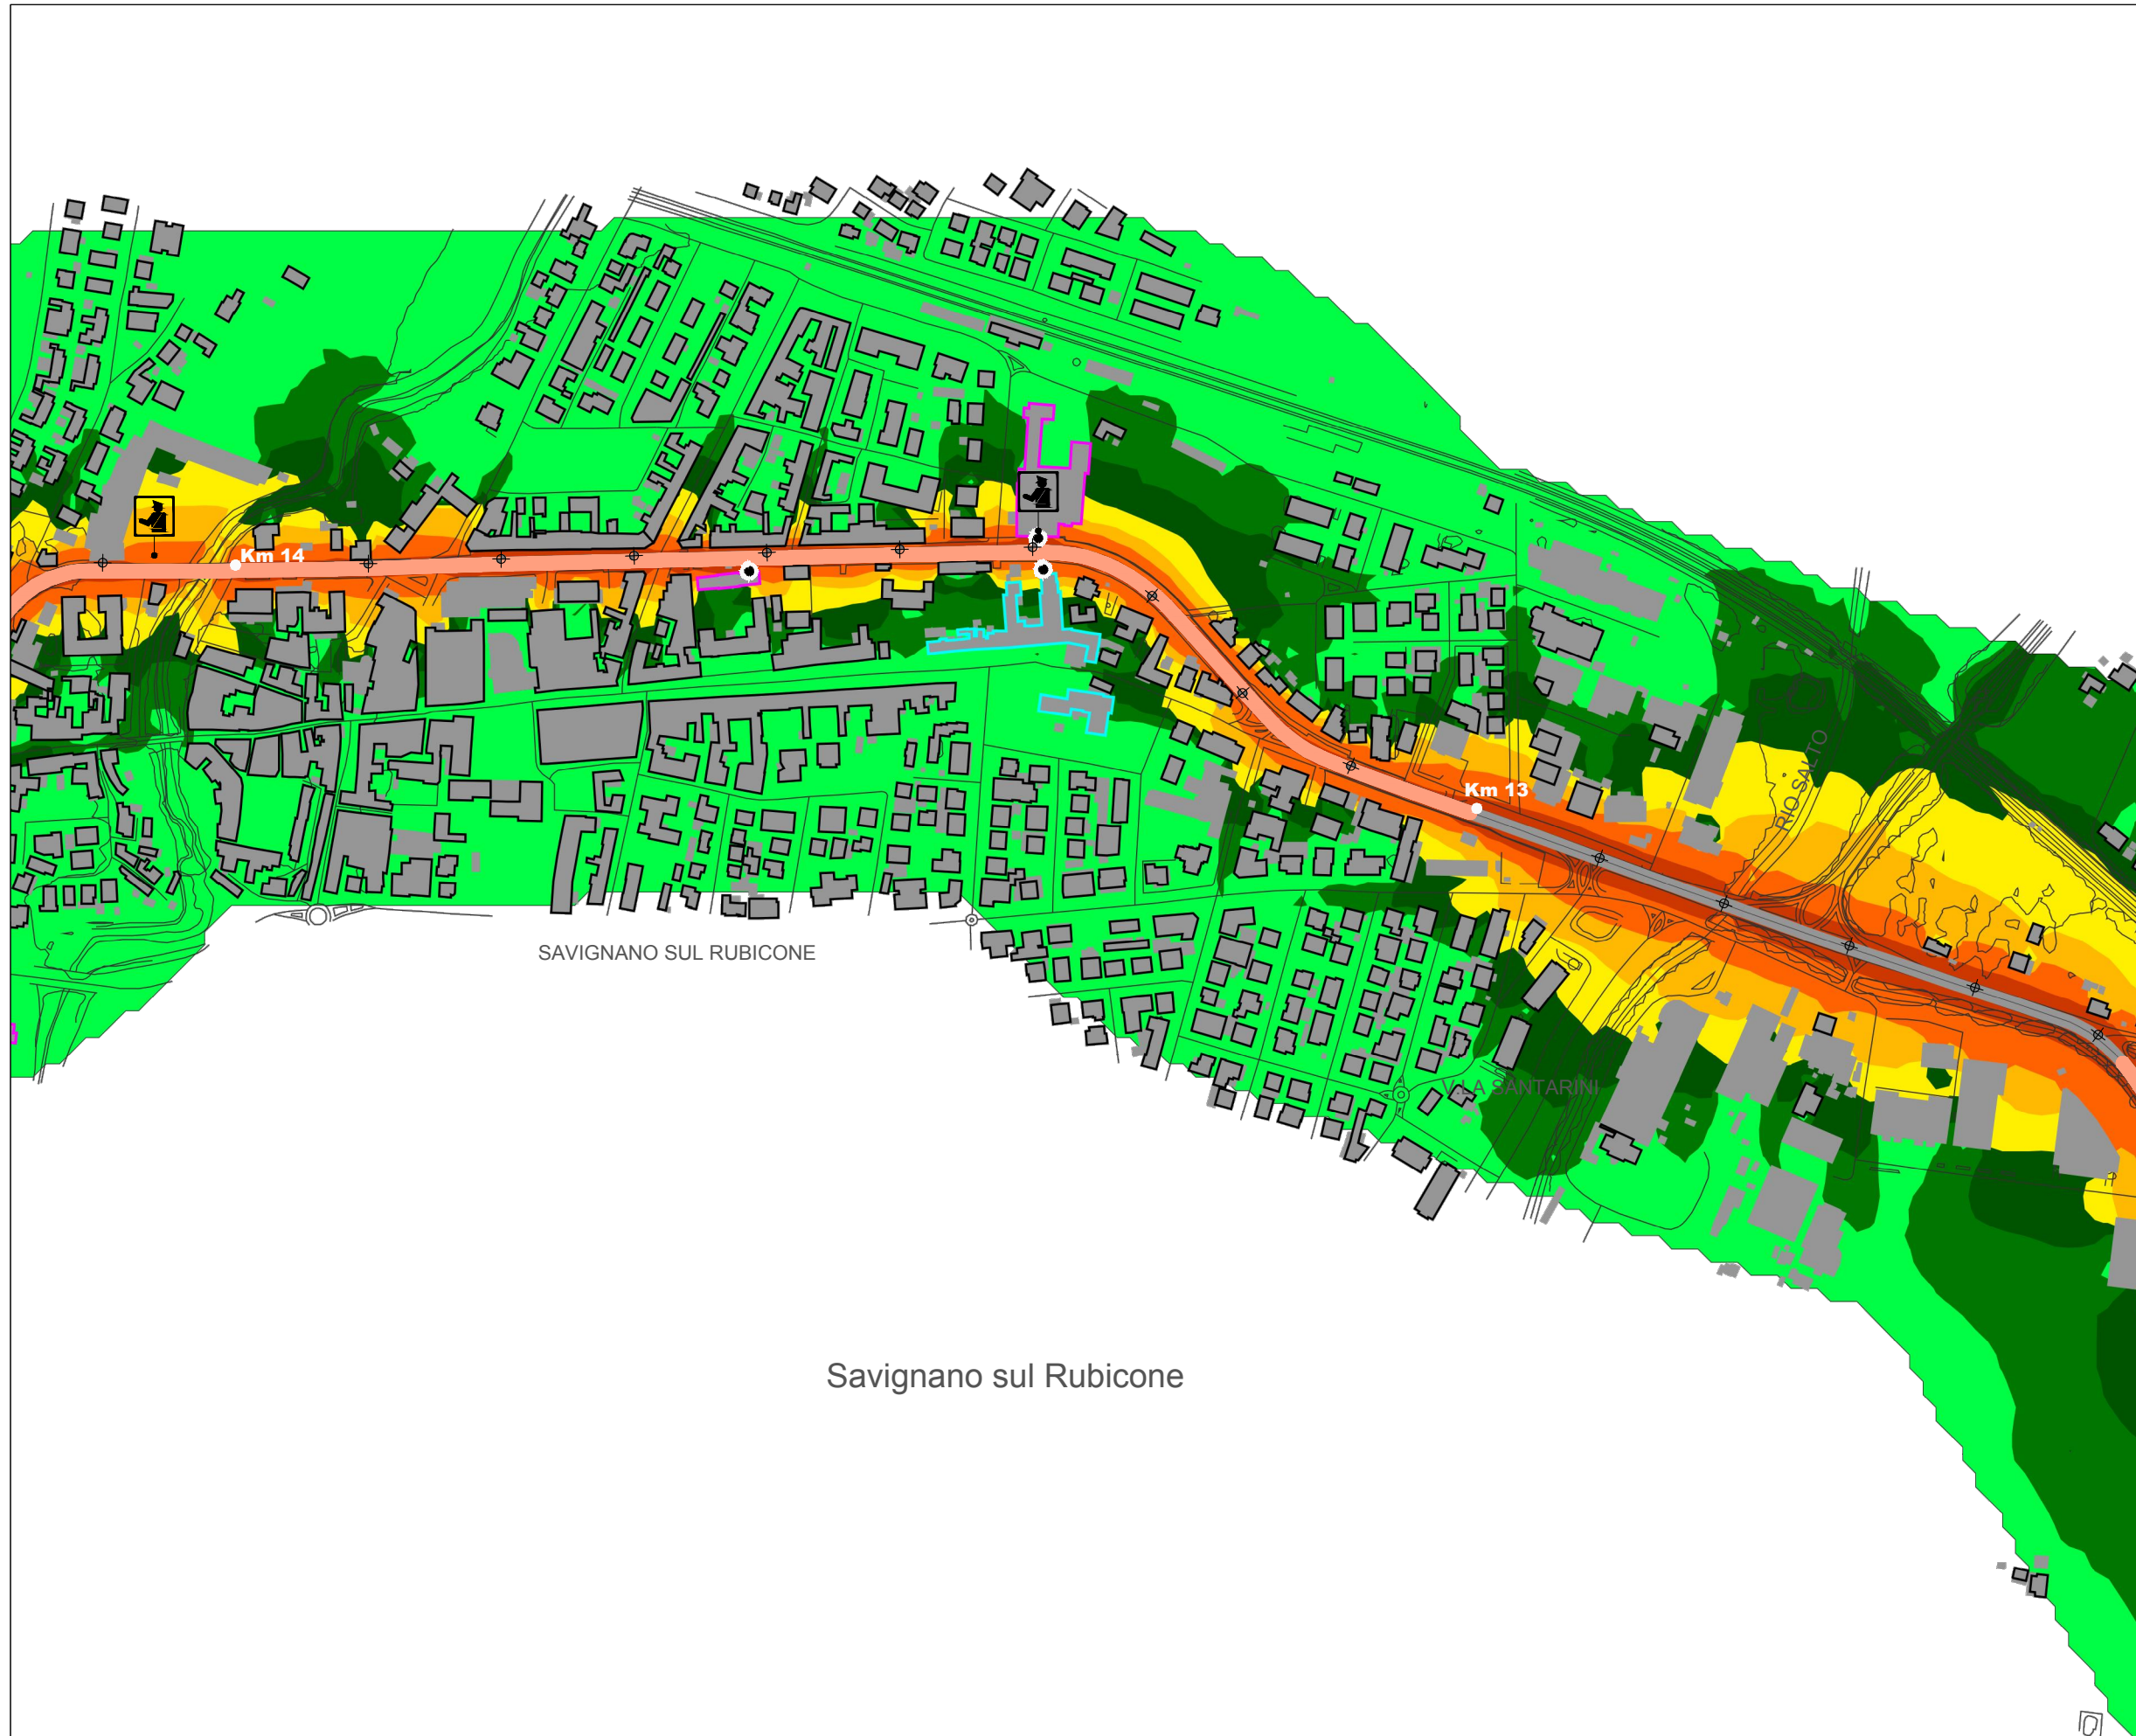 Km 14
Km 13
RIO SALTO
SAVIGNANO SUL RUBICONE
V.LA SANTARINI
Savignano sul Rubicone